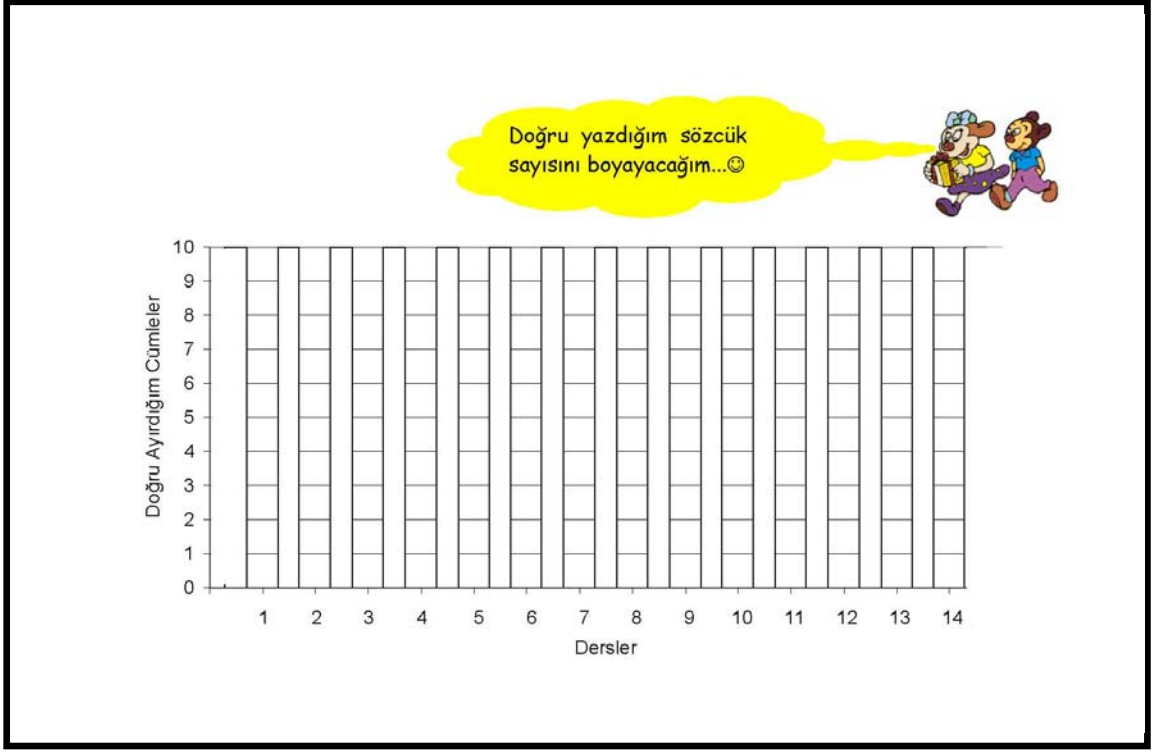 Doğru yazdığım sözcük
sayısını boyayacağım...☺
10
9
8
7
6
5
4
3
2
1
0
Doğru Ayırdığım Cümleler
1 2 3 4 5 6 7 8 9 10 11 12 13 14
Dersler